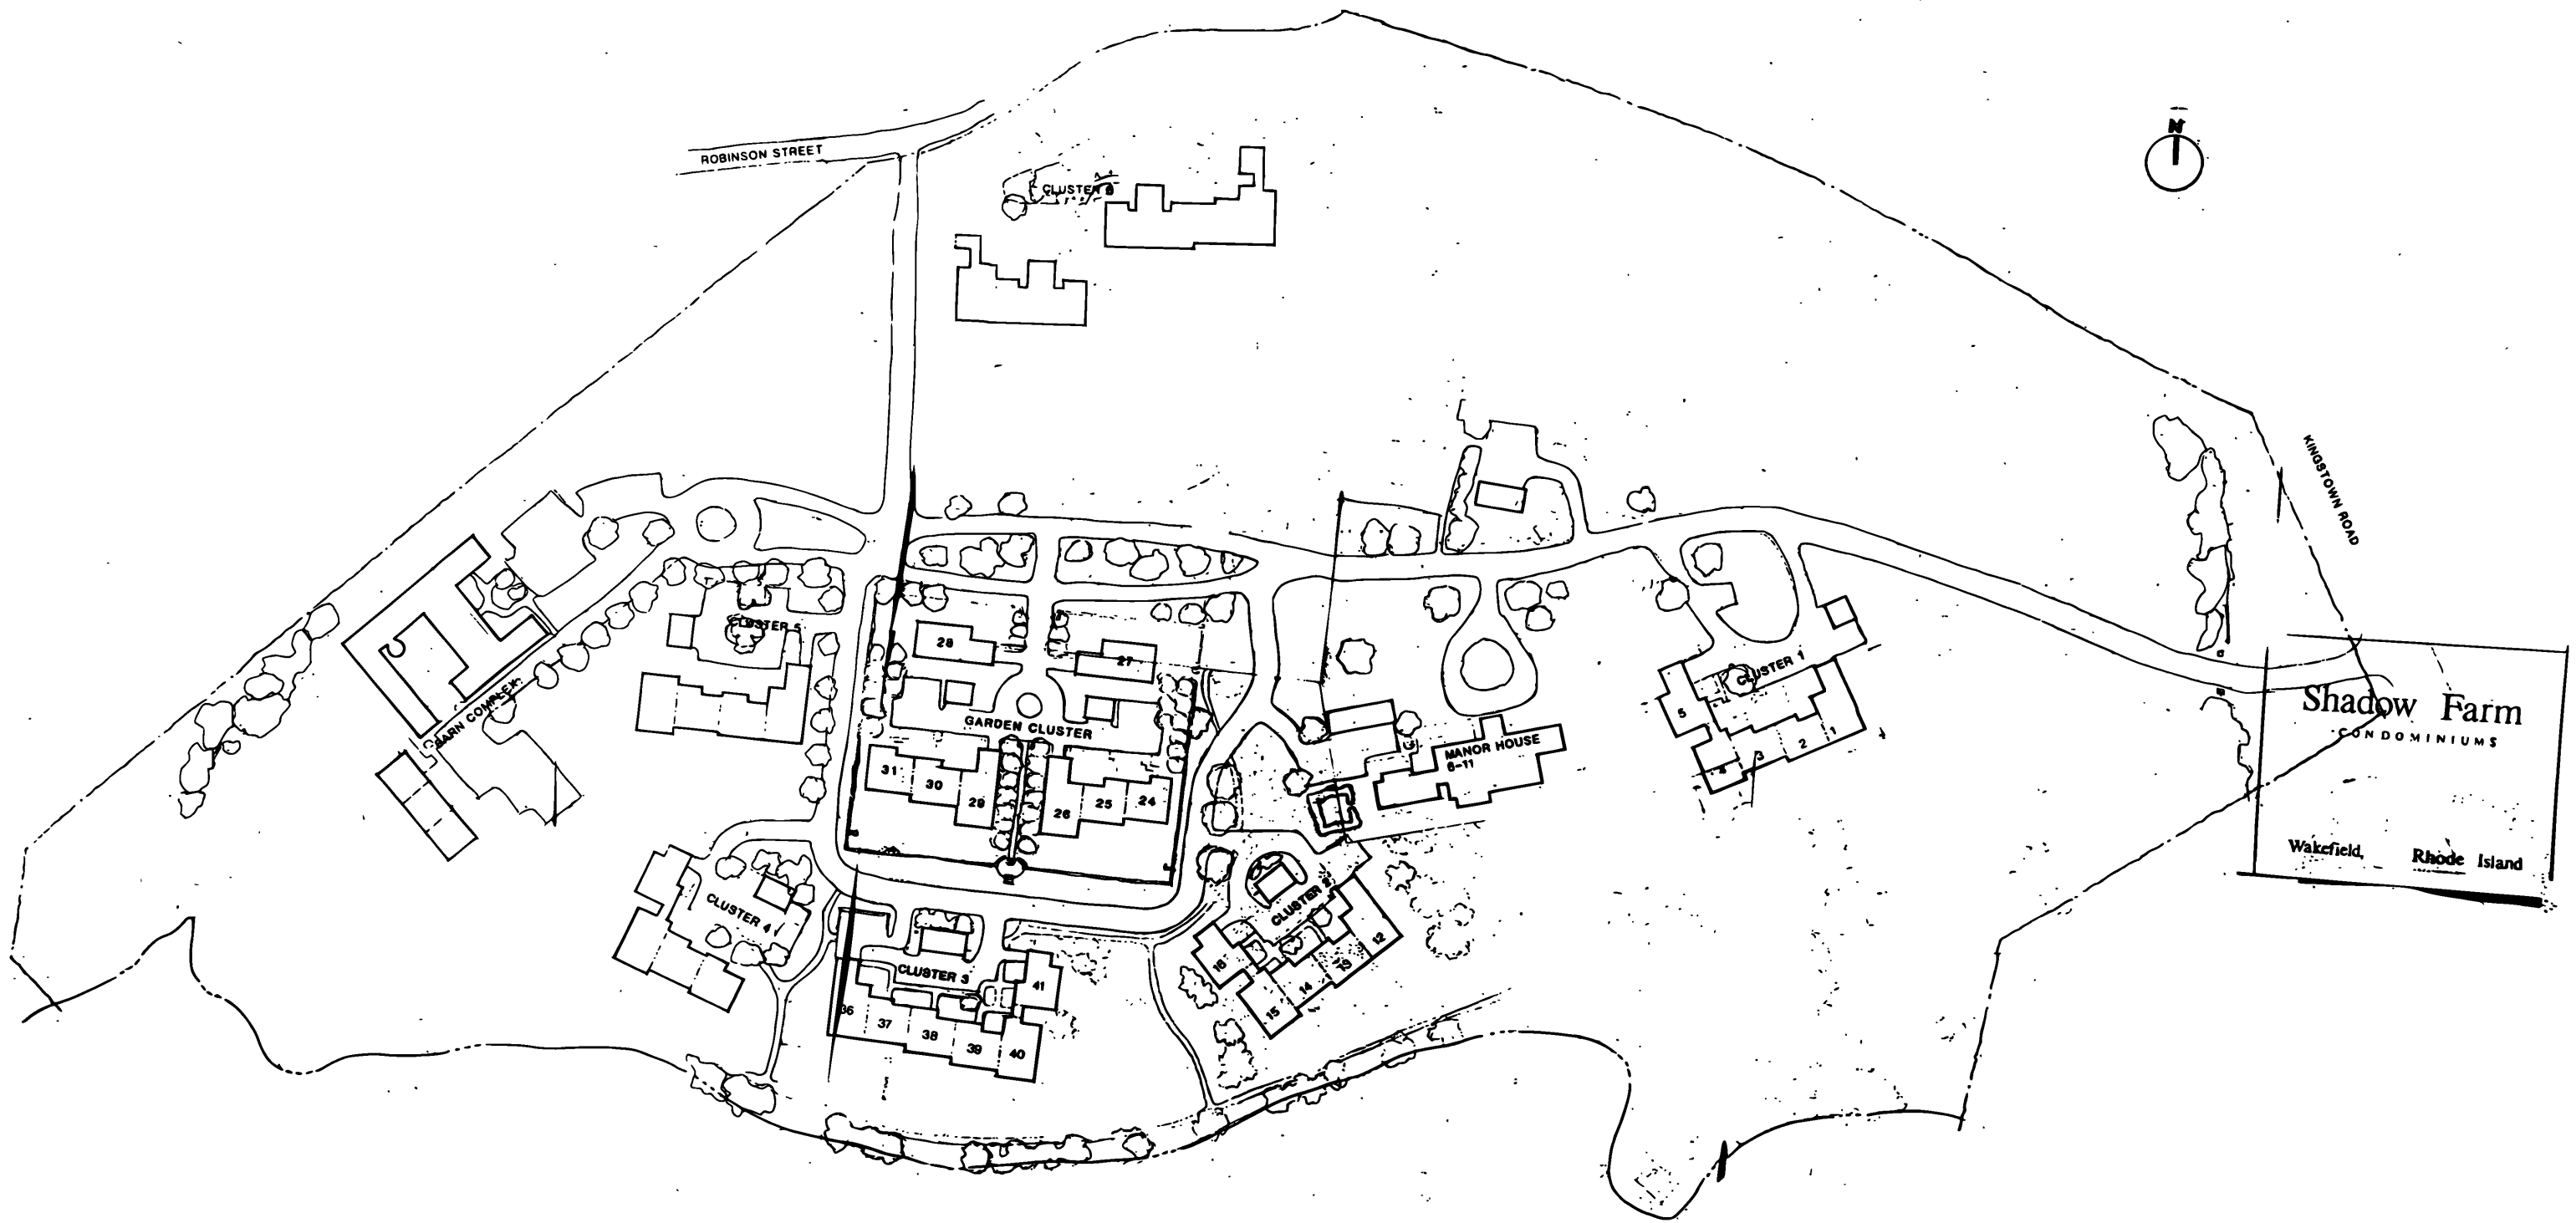 N
ROBINSON STREET
CLUSTER
KINGSTOWN ROAD
CLUSTER 5
28
27
GARDEN CLUSTER
31
30
29
26
25
24
BARN COMPLEX
MANOR HOUSE
6-11
CLUSTER 1
5
4
3
2
1
Shadow Farm
CONDOMINIUMS
Wakefield, Rhode Island
CLUSTER 4
CLUSTER 3
36
37
38
39
40
41
CLUSTER 2
16
15
14
13
12